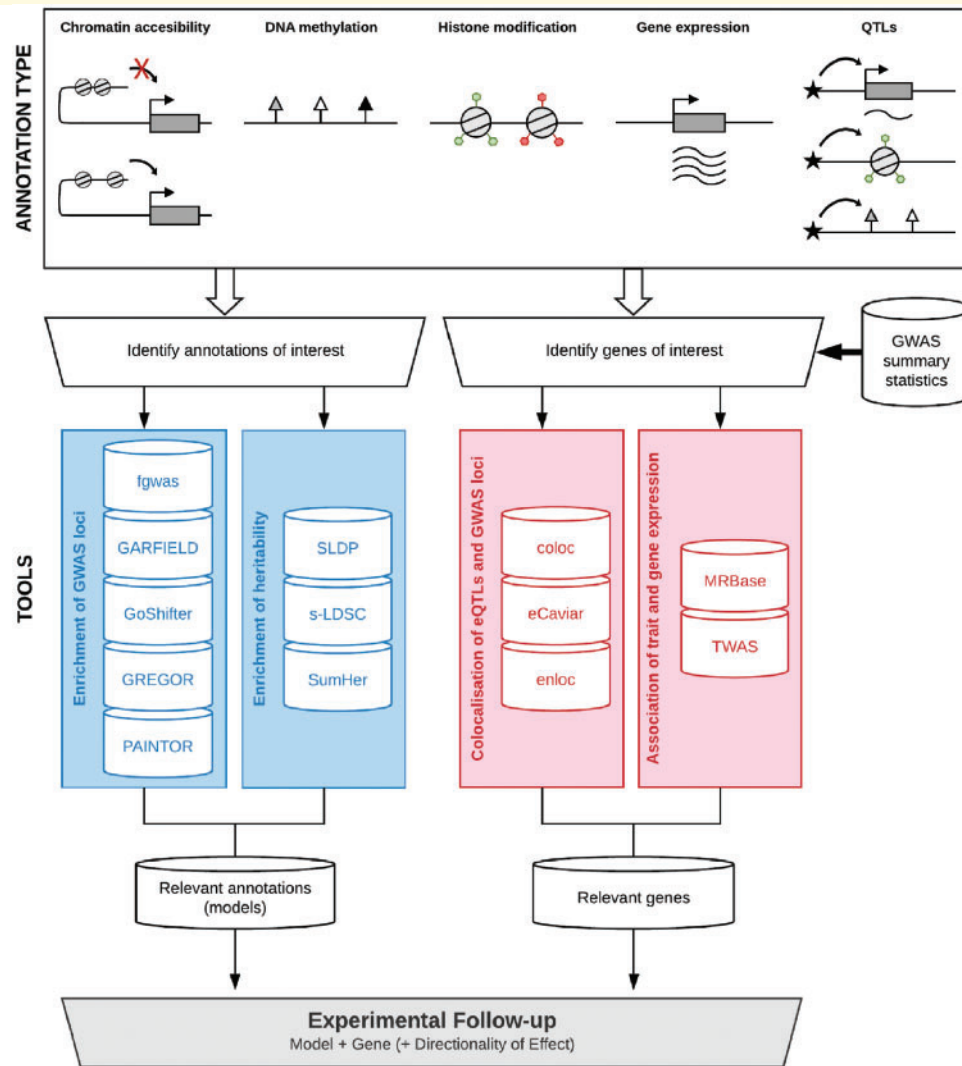 Chromatin accesibility
DNA methylation
Histone modification
Gene expression
QTLs
ANNOTATION TYPE
Identify annotations of interest
Identify genes of interest
GWAS
summary
statistics
TOOLS
Enrichment of GWAS loci
fgwas
GARFIELD
GoShifter
GREGOR
PAINTOR
Enrichment of heritability
SLDP
s-LDSC
SumHer
Colocalisation of eQTLs and GWAS loci
coloc
eCaviar
enloc
Association of trait and gene expression
MRBase
TWAS
Relevant annotations
(models)
Relevant genes
Experimental Follow-up
Model + Gene (+ Directionality of Effect)